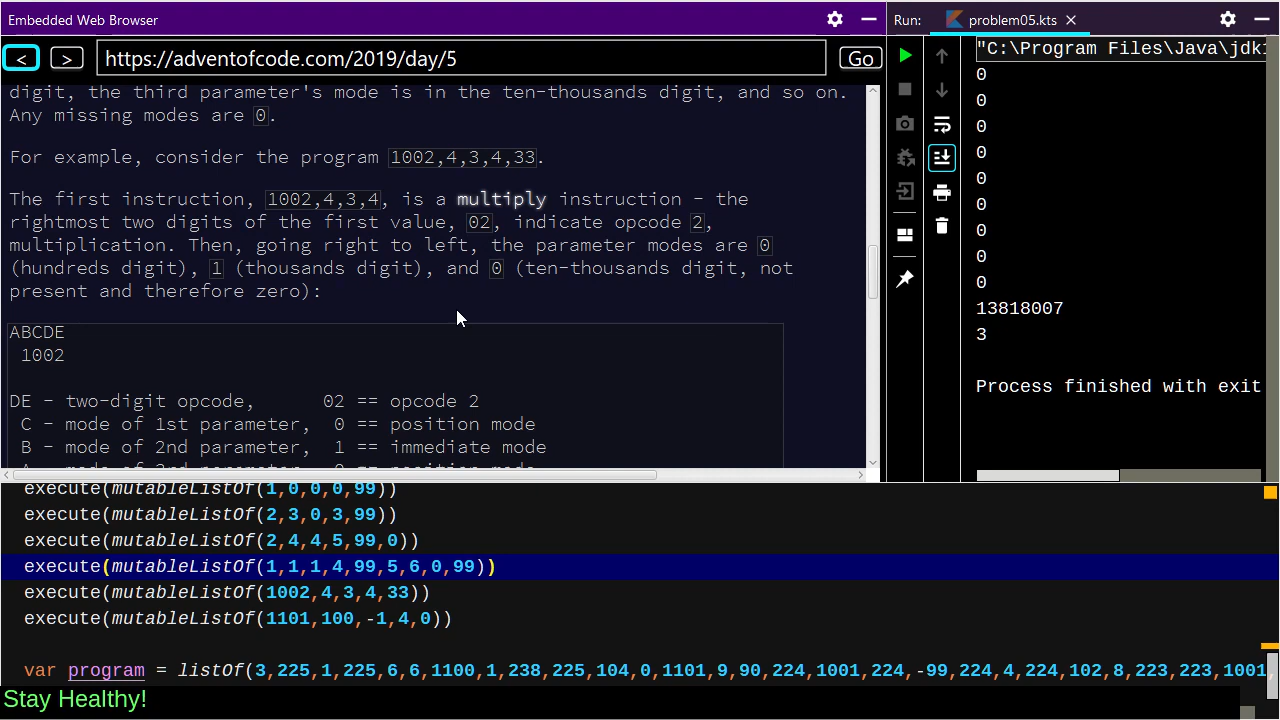 Embedded Web Browser
Run: problem05.kts
< > https://adventofcode.com/2019/day/5 Go
digit, the third parameter's mode is in the ten-thousands digit, and so on.
Any missing modes are 0.
For example, consider the program 1002,4,3,4,33.
The first instruction, 1002,4,3,4, is a multiply instruction - the
rightmost two digits of the first value, 02, indicate opcode 2,
multiplication. Then, going right to left, the parameter modes are 0
(hundreds digit), 1 (thousands digit), and 0 (ten-thousands digit, not
present and therefore zero):
ABCDE
1002
DE - two-digit opcode, 02 == opcode 2
C - mode of 1st parameter, 0 == position mode
B - mode of 2nd parameter, 1 == immediate mode
"C:\Program Files\Java\jdk1
0
0
0
0
0
0
0
0
0
13818007
3
Process finished with exit
execute(mutableListOf(1,0,0,0,99))
execute(mutableListOf(2,3,0,3,99))
execute(mutableListOf(2,4,4,5,99,0))
execute(mutableListOf(1,1,1,4,99,5,6,0,99))
execute(mutableListOf(1002,4,3,4,33))
execute(mutableListOf(1101,100,-1,4,0))
var program = listOf(3,225,1,225,6,6,1100,1,238,225,104,0,1101,9,90,224,1001,224,-99,224,4,224,102,8,223,223,1001,
Stay Healthy!